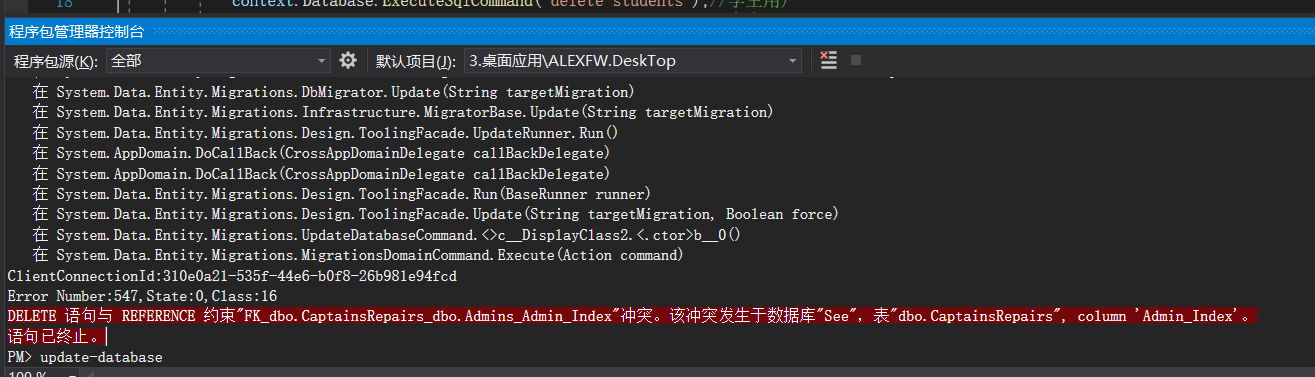 18 context.Database.ExecuteSqlCommand("delete students");//学生用户
程序包管理器控制台
程序包源(K): 全部 默认项目(J): 3.桌面应用\ALEXFW.DeskTop
在 System.Data.Entity.Migrations.DbMigrator.Update(String targetMigration)
在 System.Data.Entity.Migrations.Infrastructure.MigratorBase.Update(String targetMigration)
在 System.Data.Entity.Migrations.Design.ToolingFacade.UpdateRunner.Run()
在 System.AppDomain.DoCallBack(CrossAppDomainDelegate callBackDelegate)
在 System.AppDomain.DoCallBack(CrossAppDomainDelegate callBackDelegate)
在 System.Data.Entity.Migrations.Design.ToolingFacade.Run(BaseRunner runner)
在 System.Data.Entity.Migrations.Design.ToolingFacade.Update(String targetMigration, Boolean force)
在 System.Data.Entity.Migrations.UpdateDatabaseCommand.<>c__DisplayClass2.<.ctor>b__0()
在 System.Data.Entity.Migrations.MigrationsDomainCommand.Execute(Action command)
ClientConnectionId:310e0a21-535f-44e6-b0f8-26b981e94fcd
Error Number:547,State:0,Class:16
DELETE 语句与 REFERENCE 约束"FK_dbo.CaptainsRepairs_dbo.Admins_Admin_Index"冲突。该冲突发生于数据库"See"，表"dbo.CaptainsRepairs", column 'Admin_Index'。
语句已终止。
PM> update-database
100 %